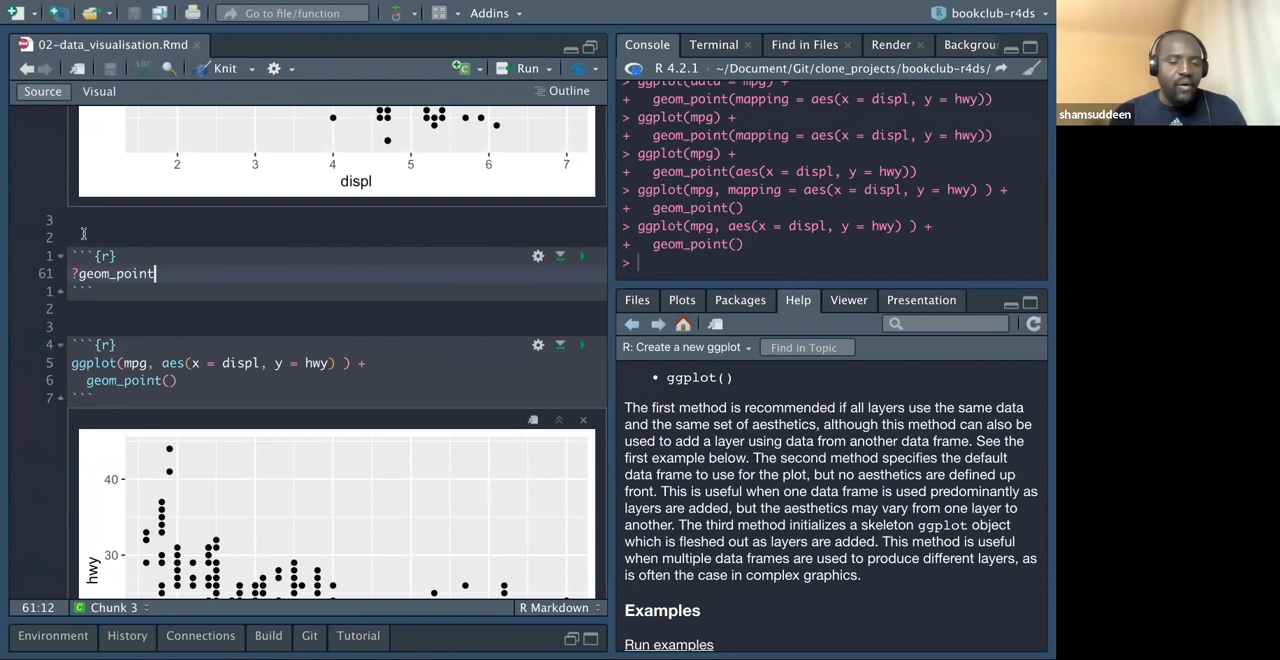 Go to file/function
Addins
bookclub-r4ds
02-data_visualisation.Rmd
Knit
Run
Source
Visual
Outline
2
3
4
5
6
7
displ
3
2
1
```{r}
61
?geom_point
1
```
2
3
4
```{r}
5
ggplot(mpg, aes(x = displ, y = hwy) ) +
6
geom_point()
7
```
40
30
hwy
61:12
Chunk 3
R Markdown
Environment
History
Connections
Build
Git
Tutorial
Console
Terminal
Find in Files
Render
Backgrou
R 4.2.1 · ~/Document/Git/clone_projects/bookclub-r4ds/
> ggplot(data = mpg) +
+ geom_point(mapping = aes(x = displ, y = hwy))
> ggplot(mpg) +
+ geom_point(mapping = aes(x = displ, y = hwy))
> ggplot(mpg) +
+ geom_point(aes(x = displ, y = hwy))
> ggplot(mpg, mapping = aes(x = displ, y = hwy) ) +
+ geom_point()
> ggplot(mpg, aes(x = displ, y = hwy) ) +
+ geom_point()
>
Files
Plots
Packages
Help
Viewer
Presentation
R: Create a new ggplot
Find in Topic
• ggplot()
The first method is recommended if all layers use the same data
and the same set of aesthetics, although this method can also be
used to add a layer using data from another data frame. See the
first example below. The second method specifies the default
data frame to use for the plot, but no aesthetics are defined up
front. This is useful when one data frame is used predominantly as
layers are added, but the aesthetics may vary from one layer to
another. The third method initializes a skeleton ggplot object
which is fleshed out as layers are added. This method is useful
when multiple data frames are used to produce different layers, as
is often the case in complex graphics.
Examples
Run examples
shamsuddeen